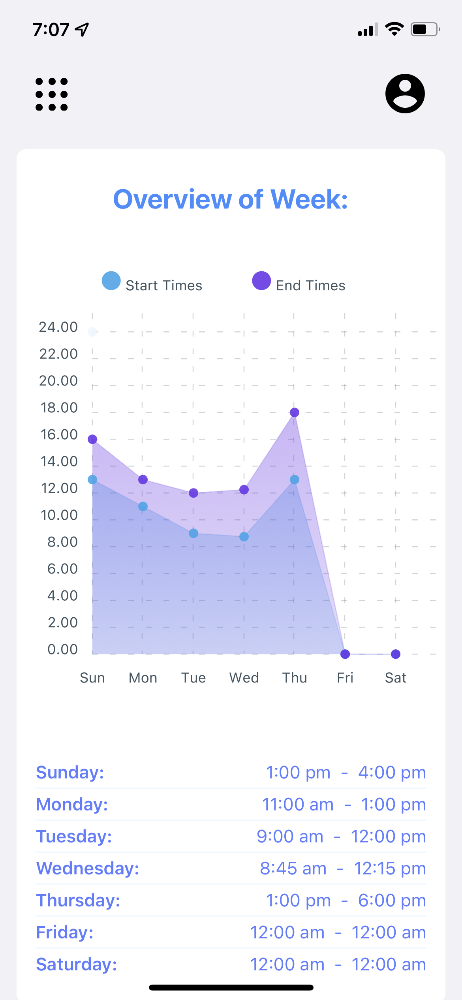 7:07
Overview of Week:
Start Times End Times
24.00
22.00
20.00
18.00
16.00
14.00
12.00
10.00
8.00
6.00
4.00
2.00
0.00
Sun Mon Tue Wed Thu Fri Sat
Sunday: 1:00 pm - 4:00 pm
Monday: 11:00 am - 1:00 pm
Tuesday: 9:00 am - 12:00 pm
Wednesday: 8:45 am - 12:15 pm
Thursday: 1:00 pm - 6:00 pm
Friday: 12:00 am - 12:00 am
Saturday: 12:00 am - 12:00 am